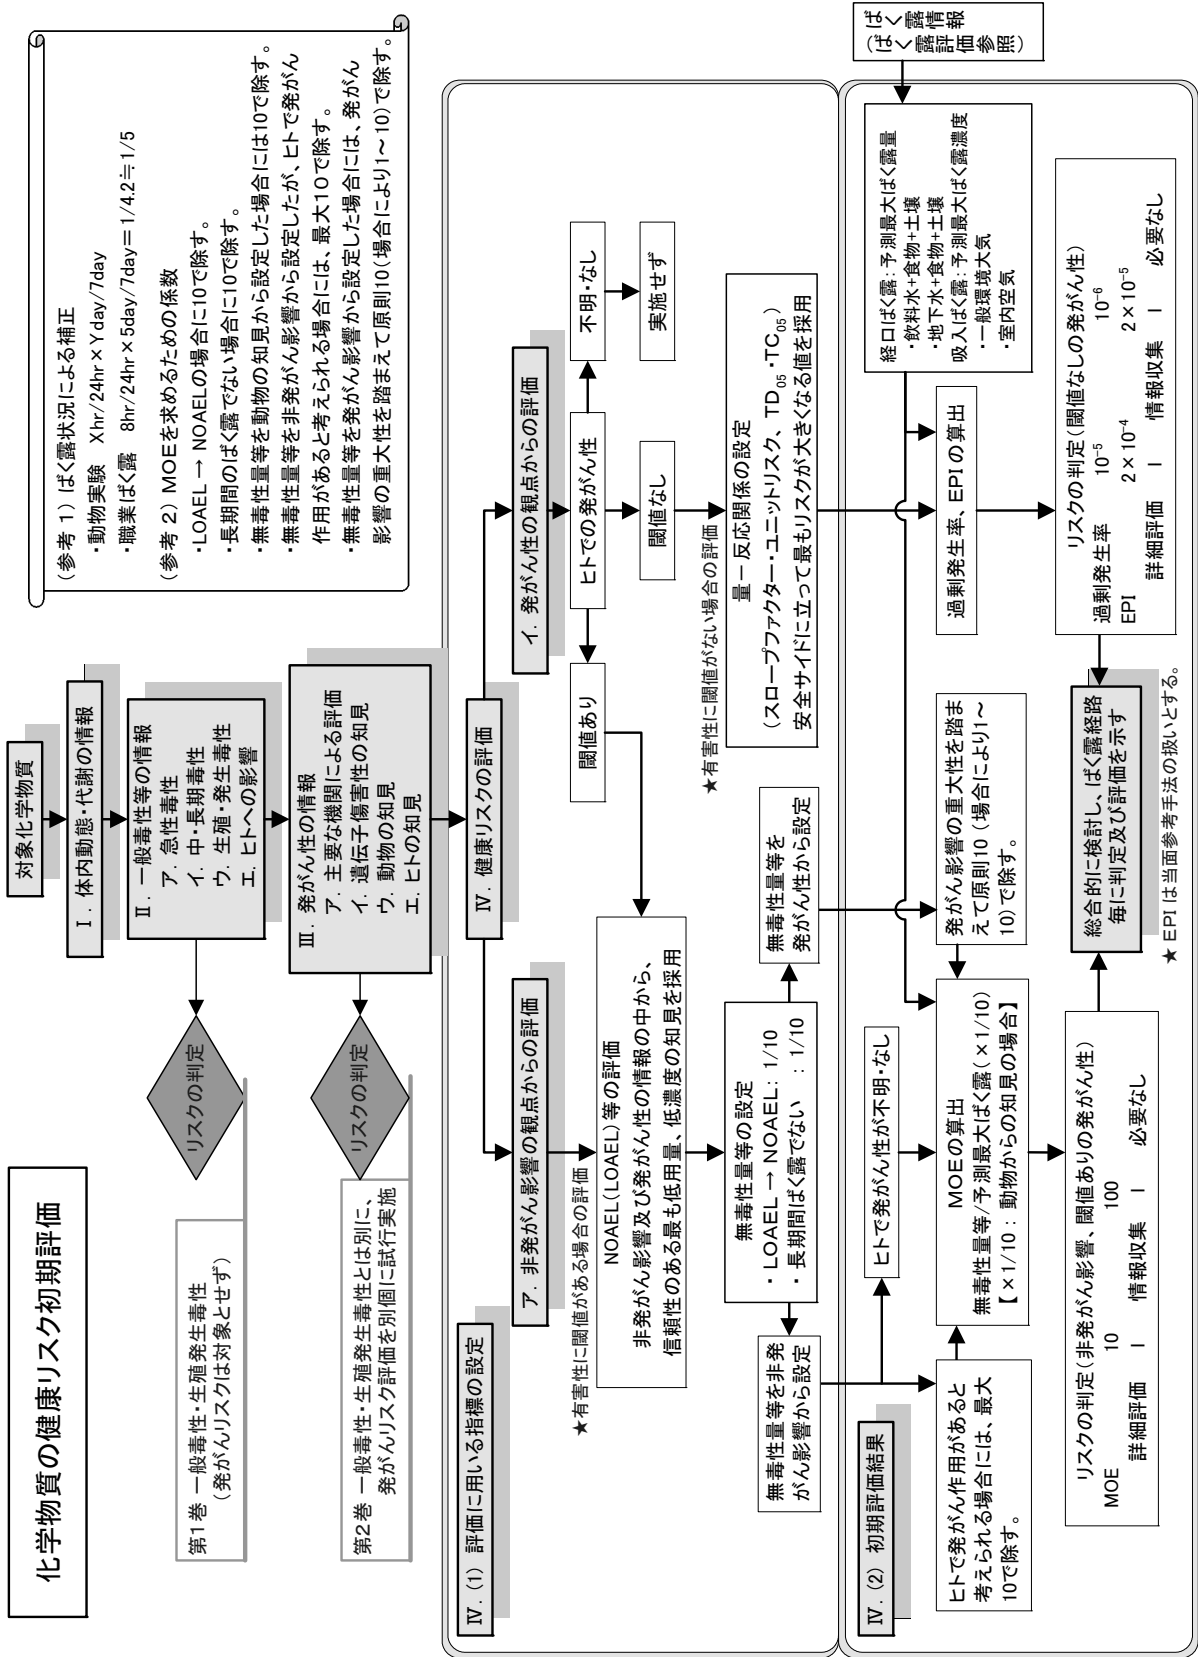 化学物質の健康リスク初期評価
対象化学物質
Ⅰ. 体内動態・代謝の情報
Ⅱ. 一般毒性等の情報
ア. 急性毒性
イ. 中・長期毒性
ウ. 生殖・発生毒性
エ. ヒトへの影響
リスクの判定
第1巻 一般毒性・生殖発生毒性
(発がんリスクは対象とせず)
Ⅲ. 発がん性の情報
ア. 主要な機関による評価
イ. 遺伝子傷害性の知見
ウ. 動物の知見
エ. ヒトの知見
リスクの判定
第2巻 一般毒性・生殖発生毒性とは別に、
発がんリスク評価を別個に試行実施
(参考 1) ばく露状況による補正
・動物実験 Xhr/24hr×Yday/7day
・職業ばく露 8hr/24hr×5day/7day=1/4.2≒1/5
(参考 2) MOEを求めるための係数
・LOAEL → NOAELの場合に10で除す。
・長期間のばく露でない場合に10で除す。
・無毒性量等を動物の知見から設定した場合には10で除す。
・無毒性量等を非発がん影響から設定したが、ヒトで発がん
作用があると考えられる場合には、最大10で除す。
・無毒性量等を発がん影響から設定した場合には、発がん
影響の重大性を踏まえて原則10(場合により1~10)で除す。
Ⅳ. 健康リスクの評価
Ⅳ. (1) 評価に用いる指標の設定
ア. 非発がん影響の観点からの評価
イ. 発がん性の観点からの評価
★有害性に閾値がある場合の評価
NOAEL(LOAEL)等の評価
非発がん影響及び発がん性の情報の中から、
信頼性のある最も低用量、低濃度の知見を採用
閾値あり
ヒトでの発がん性
不明・なし
実施せず
閾値なし
★有害性に閾値がない場合の評価
量-反応関係の設定
(スロープファクター・ユニットリスク、TD05・TC05)
安全サイドに立って最もリスクが大きくなる値を採用
無毒性量等の設定
・LOAEL → NOAEL: 1/10
・長期間ばく露でない : 1/10
無毒性量等を非発
がん影響から設定
無毒性量等を
発がん性から設定
Ⅳ. (2) 初期評価結果
ヒトで発がん性が不明・なし
ヒトで発がん作用があると
考えられる場合には、最大
10で除す。
MOEの算出
無毒性量等/予測最大ばく露(×1/10)
【×1/10 : 動物からの知見の場合】
発がん影響の重大性を踏ま
えて原則10 (場合により1~
10)で除す。
過剰発生率、EPIの算出
経口ばく露:予測最大ばく露量
・飲料水+食物+土壌
・地下水+食物+土壌
吸入ばく露:予測最大ばく露濃度
・一般環境大気
・室内空気
ばく露情報
(ばく露評価参照)
リスクの判定(非発がん影響、閾値ありの発がん性)
MOE 10 100
詳細評価 | 情報収集 | 必要なし
総合的に検討し、ばく露経路
毎に判定及び評価を示す
リスクの判定(閾値なしの発がん性)
過剰発生率 10-5 10-6
EPI 2×10-4 2×10-5
詳細評価 | 情報収集 | 必要なし
★ EPIは当面参考手法の扱いとする。